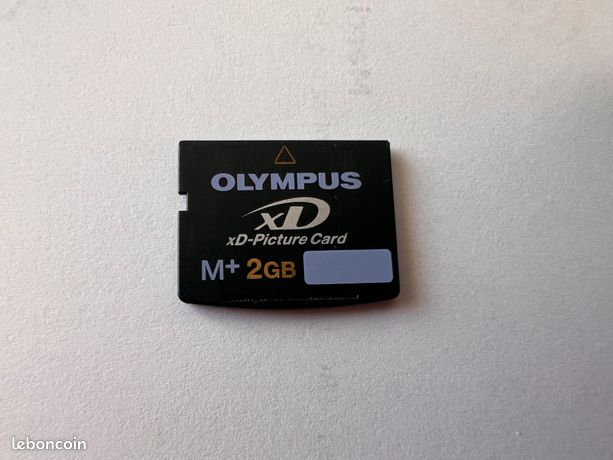 OLYMPUS
xD
xD-Picture Card
M+ 2GB
leboncoin